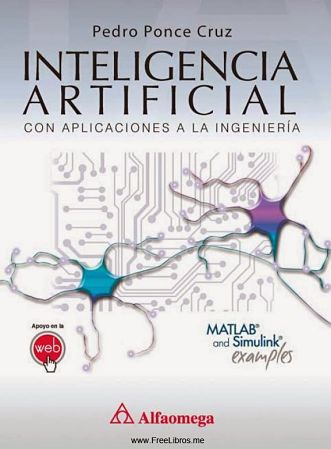 Pedro Ponce Cruz
INTELIGENCIA
ARTIFICIAL
CON APLICACIONES A LA INGENIERÍA
Apoyo en la
web
MATLAB®
and Simulink®
examples
Alfaomega
www.FreeLibros.me